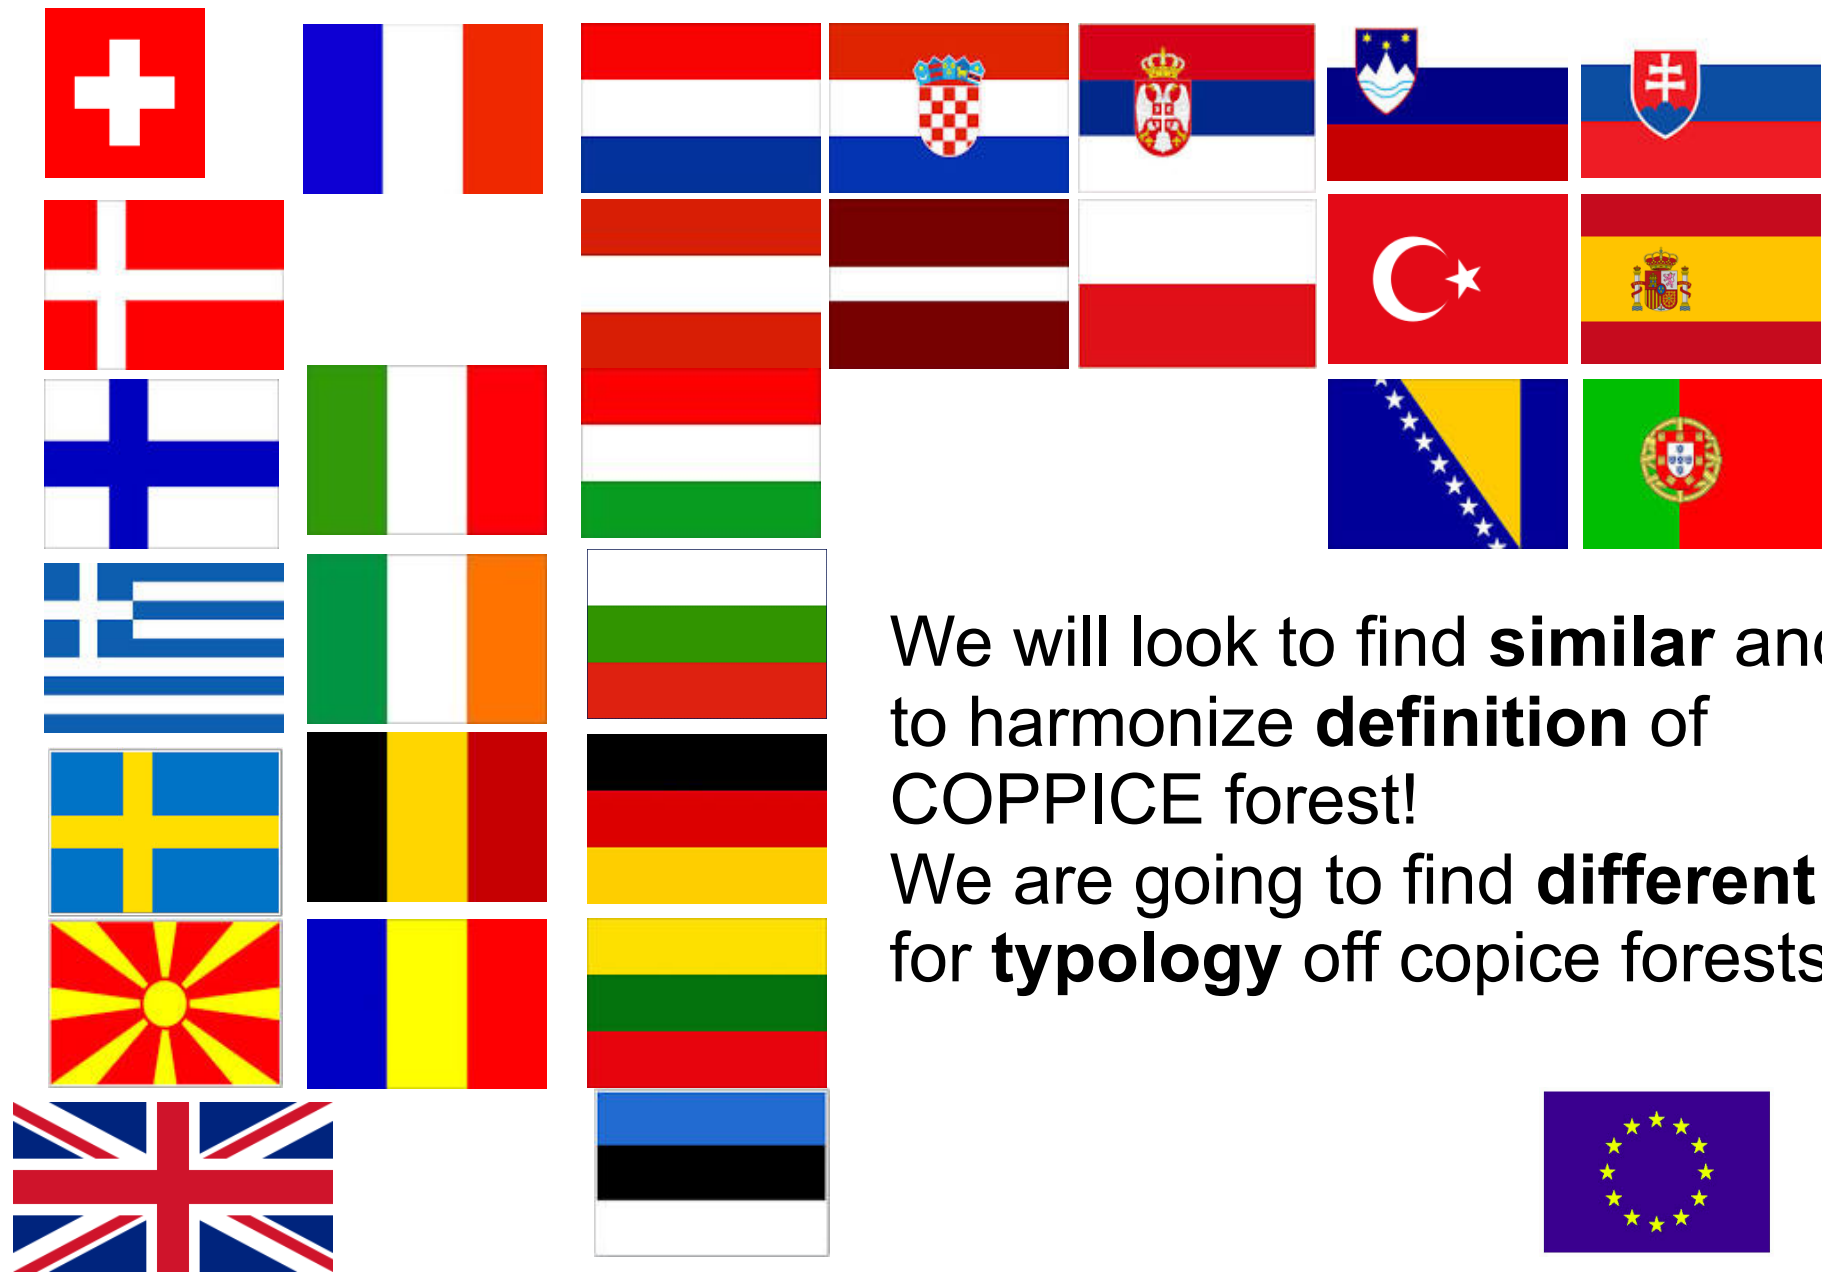 We will look to find similar and
to harmonize definition of
COPPICE forest!
We are going to find different
for typology off copice forests